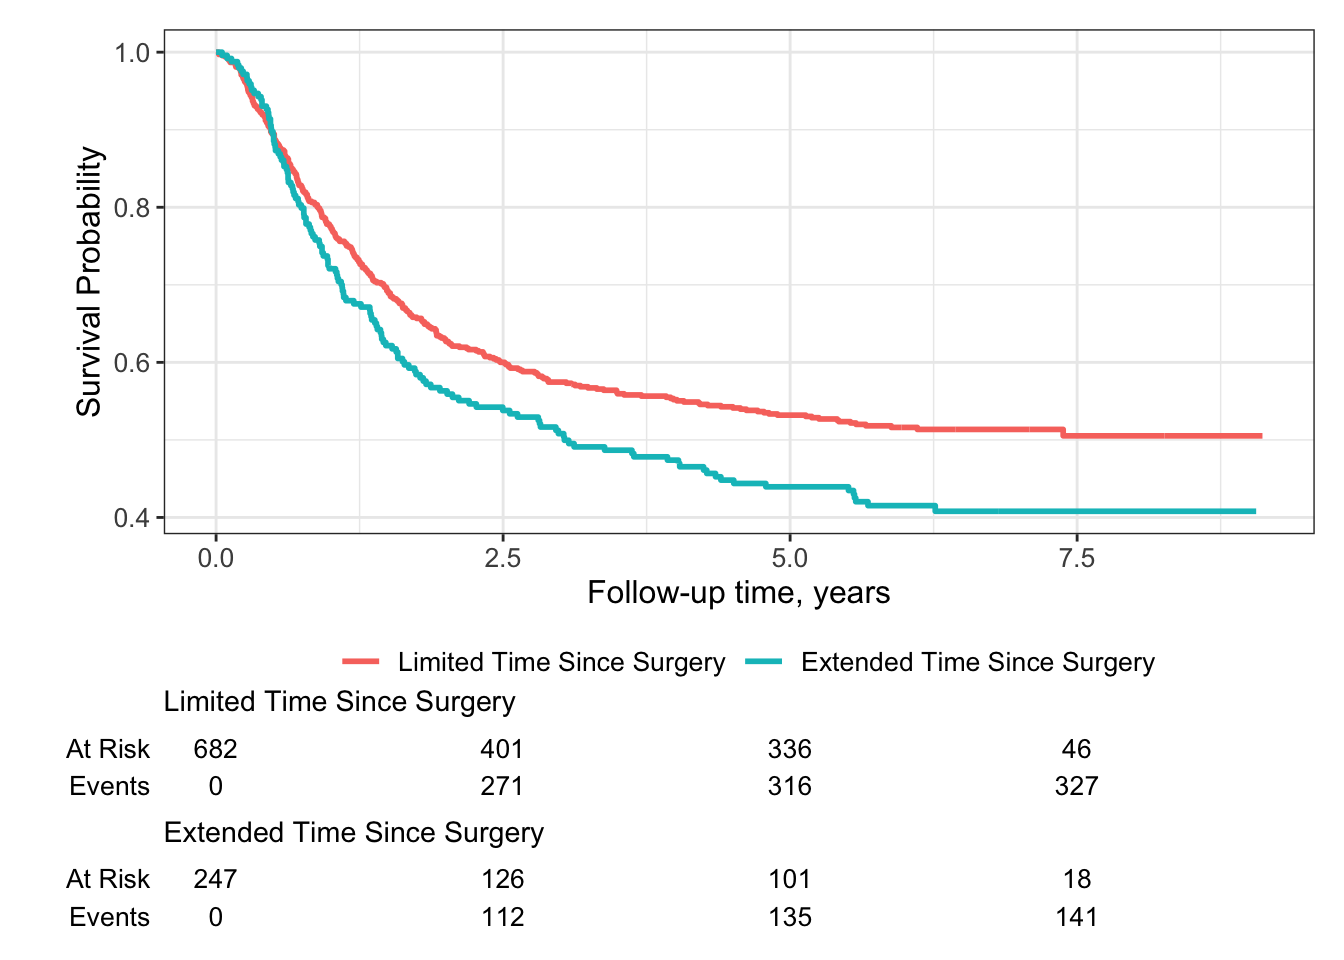 1.0
0.8
0.6
0.4
Survival Probability
0.0 2.5 5.0 7.5
Follow-up time, years
Limited Time Since Surgery Extended Time Since Surgery
Limited Time Since Surgery
At Risk 682 401 336 46
Events 0 271 316 327
Extended Time Since Surgery
At Risk 247 126 101 18
Events 0 112 135 141